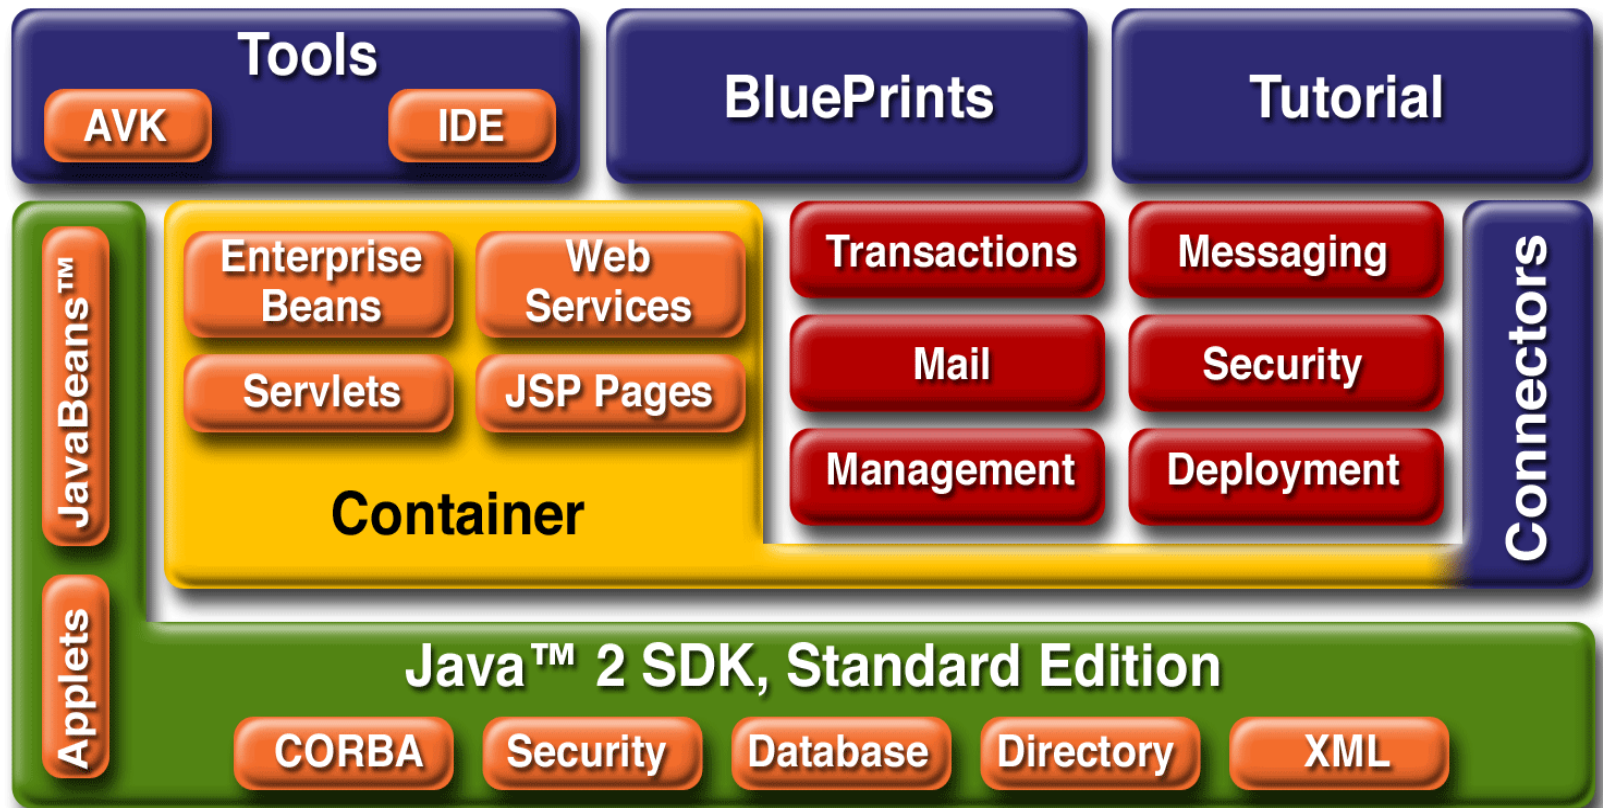 Tools
AVK
IDE
BluePrints
Tutorial
JavaBeans™
Applets
Enterprise
Beans
Web
Services
Servlets
JSP Pages
Container
Transactions
Messaging
Mail
Security
Management
Deployment
Connectors
Java™ 2 SDK, Standard Edition
CORBA
Security
Database
Directory
XML